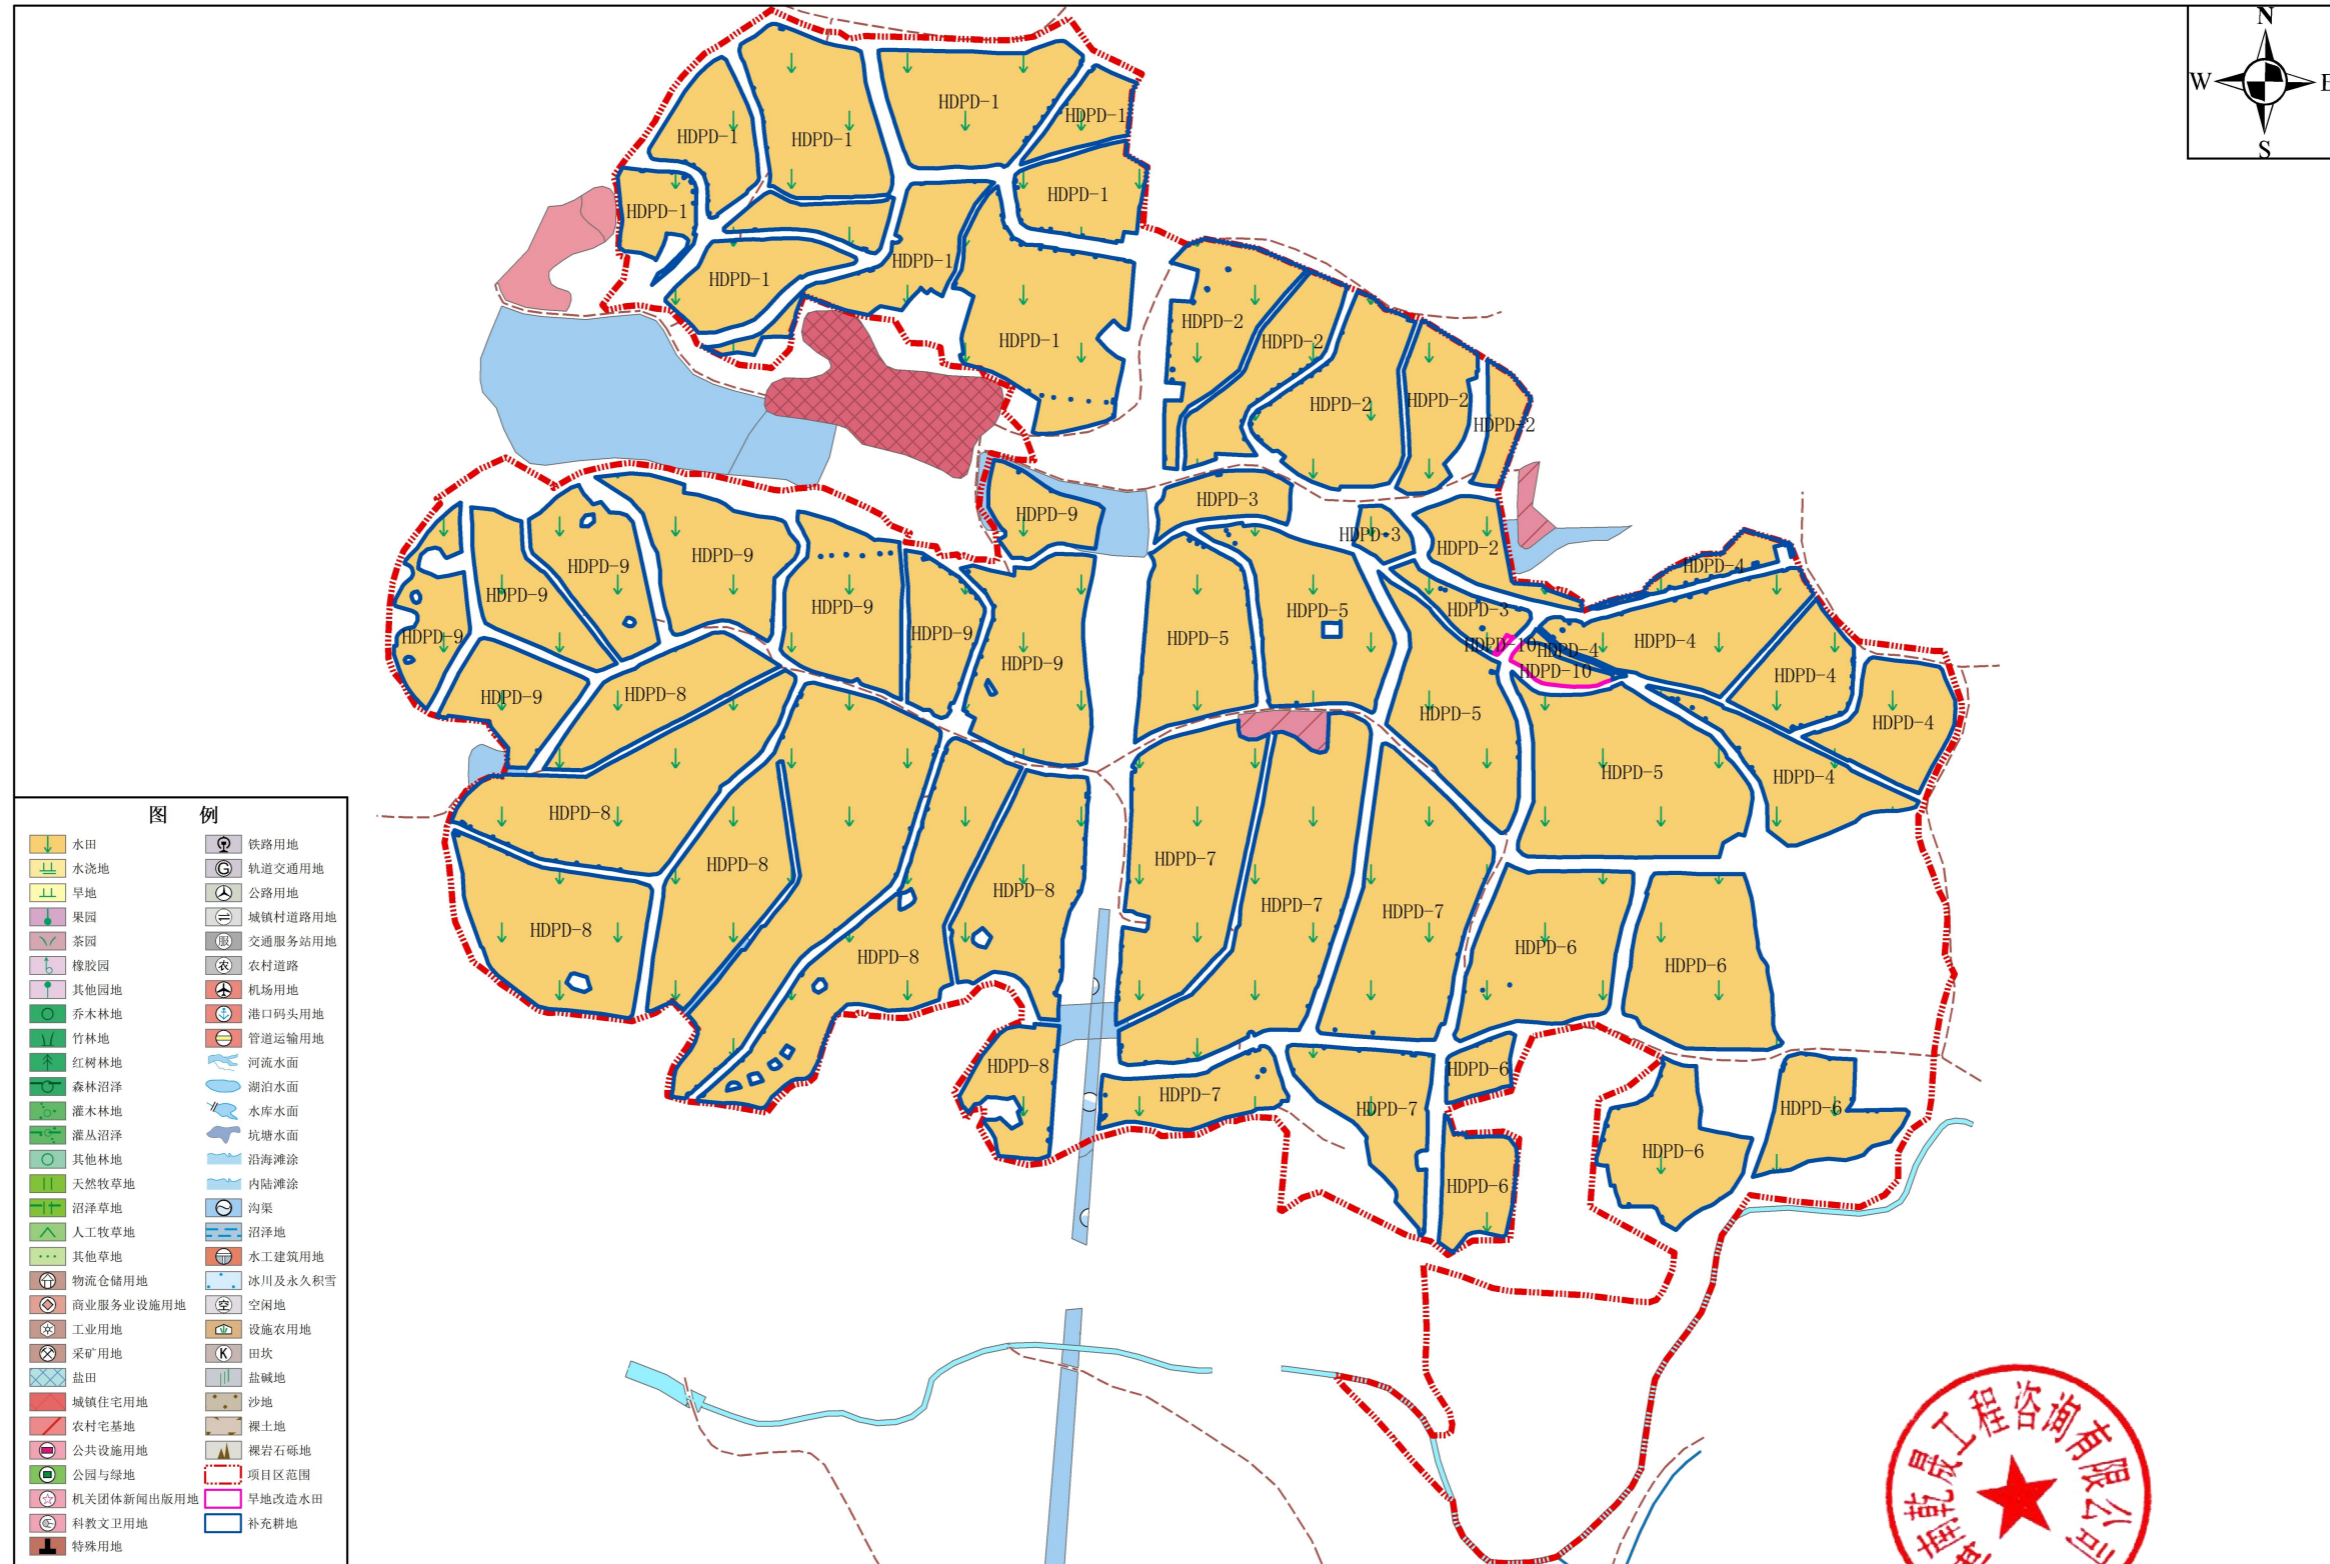 N
W
E
S
HDPD-1
HDPD-1
HDPD-1
HDPD-1
HDPD-1
HDPD-1
HDPD-1
HDPD-1
HDPD-1
HDPD-2
HDPD-2
HDPD-2
HDPD-2
HDPD-2
HDPD-3
HDPD-9
HDPD-3
HDPD-2
HDPD-9
HDPD-9
HDPD-4
HDPD-9
HDPD-9
HDPD-5
HDPD-3
HDPD-9
HDPD-9
HDPD-5
HDPD-4
HDPD-10
HDPD-4
HDPD-9
HDPD-10
HDPD-4
HDPD-9
HDPD-8
HDPD-5
HDPD-4
HDPD-5
HDPD-4
HDPD-8
HDPD-7
HDPD-8
HDPD-8
HDPD-7
HDPD-7
HDPD-8
HDPD-6
HDPD-8
HDPD-6
HDPD-8
HDPD-6
HDPD-7
HDPD-7
HDPD-6
HDPD-6
HDPD-6
图 例
水田
水浇地
旱地
果园
茶园
橡胶园
其他园地
乔木林地
竹林地
红树林地
森林沼泽
灌木林地
灌丛沼泽
其他林地
天然牧草地
沼泽草地
人工牧草地
其他草地
物流仓储用地
商业服务业设施用地
工业用地
采矿用地
盐田
城镇住宅用地
农村宅基地
公共设施用地
公园与绿地
机关团体新闻出版用地
科教文卫用地
特殊用地
铁路用地
轨道交通用地
公路用地
城镇村道路用地
服
交通服务站用地
农
农村道路
机场用地
港口码头用地
管道运输用地
河流水面
湖泊水面
水库水面
坑塘水面
沿海滩涂
内陆滩涂
沟渠
沼泽地
水工建筑用地
冰川及永久积雪
空
空闲地
设施农用地
K
田坎
盐碱地
沙地
裸土地
裸岩石砾地
项目区范围
旱地改造水田
补充耕地
乾晟工程咨询有限公司